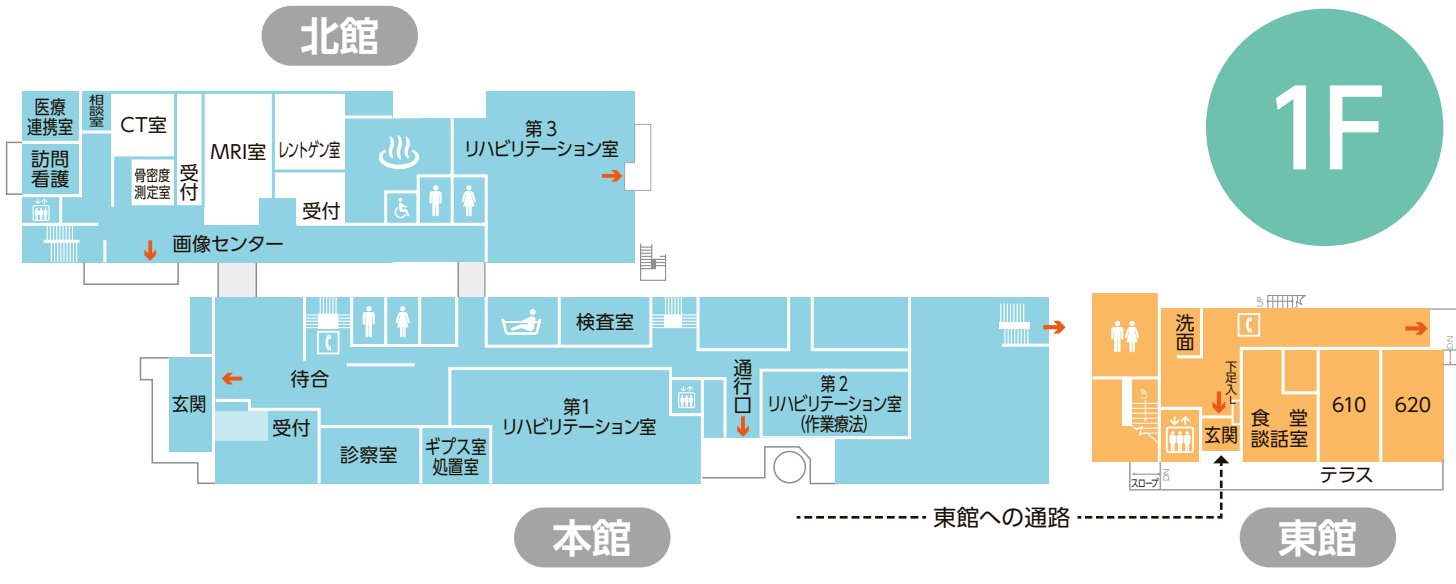 北館
1F
医療
連携室
相談室
CT室
受付
MRI室
レントゲン室
第3
リハビリテーション室
訪問
看護
骨密度
測定室
受付
画像センター
検査室
待合
玄関
受付
診察室
ギプス室
処置室
第1
リハビリテーション室
通行口
第2
リハビリテーション室
(作業療法)
本館
東館への通路
洗面
UP
DN
下足入レ
UP
玄関
食堂
談話室
610
620
テラス
スロープ
DN
東館